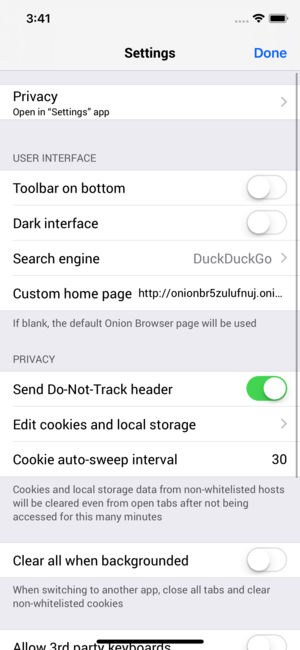 3:41
Settings
Done
Privacy
Open in “Settings” app
USER INTERFACE
Toolbar on bottom
Dark interface
Search engine DuckDuckGo
Custom home page http://onionbr5zulufnuj.oni...
If blank, the default Onion Browser page will be used
PRIVACY
Send Do-Not-Track header
Edit cookies and local storage
Cookie auto-sweep interval 30
Cookies and local storage data from non-whitelisted hosts
will be cleared even from open tabs after not being
accessed for this many minutes
Clear all when backgrounded
When switching to another app, close all tabs and clear
non-whitelisted cookies
Allow 3rd party keyboards